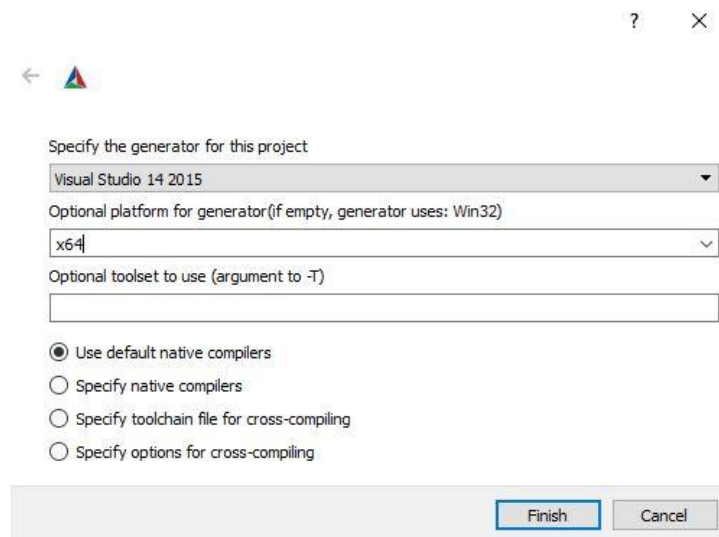 ?
Specify the generator for this project
Visual Studio 14 2015
Optional platform for generator(if empty, generator uses: Win32)
x64
Optional toolset to use (argument to -T)
Use default native compilers
Specify native compilers
Specify toolchain file for cross-compiling
Specify options for cross-compiling
Finish Cancel